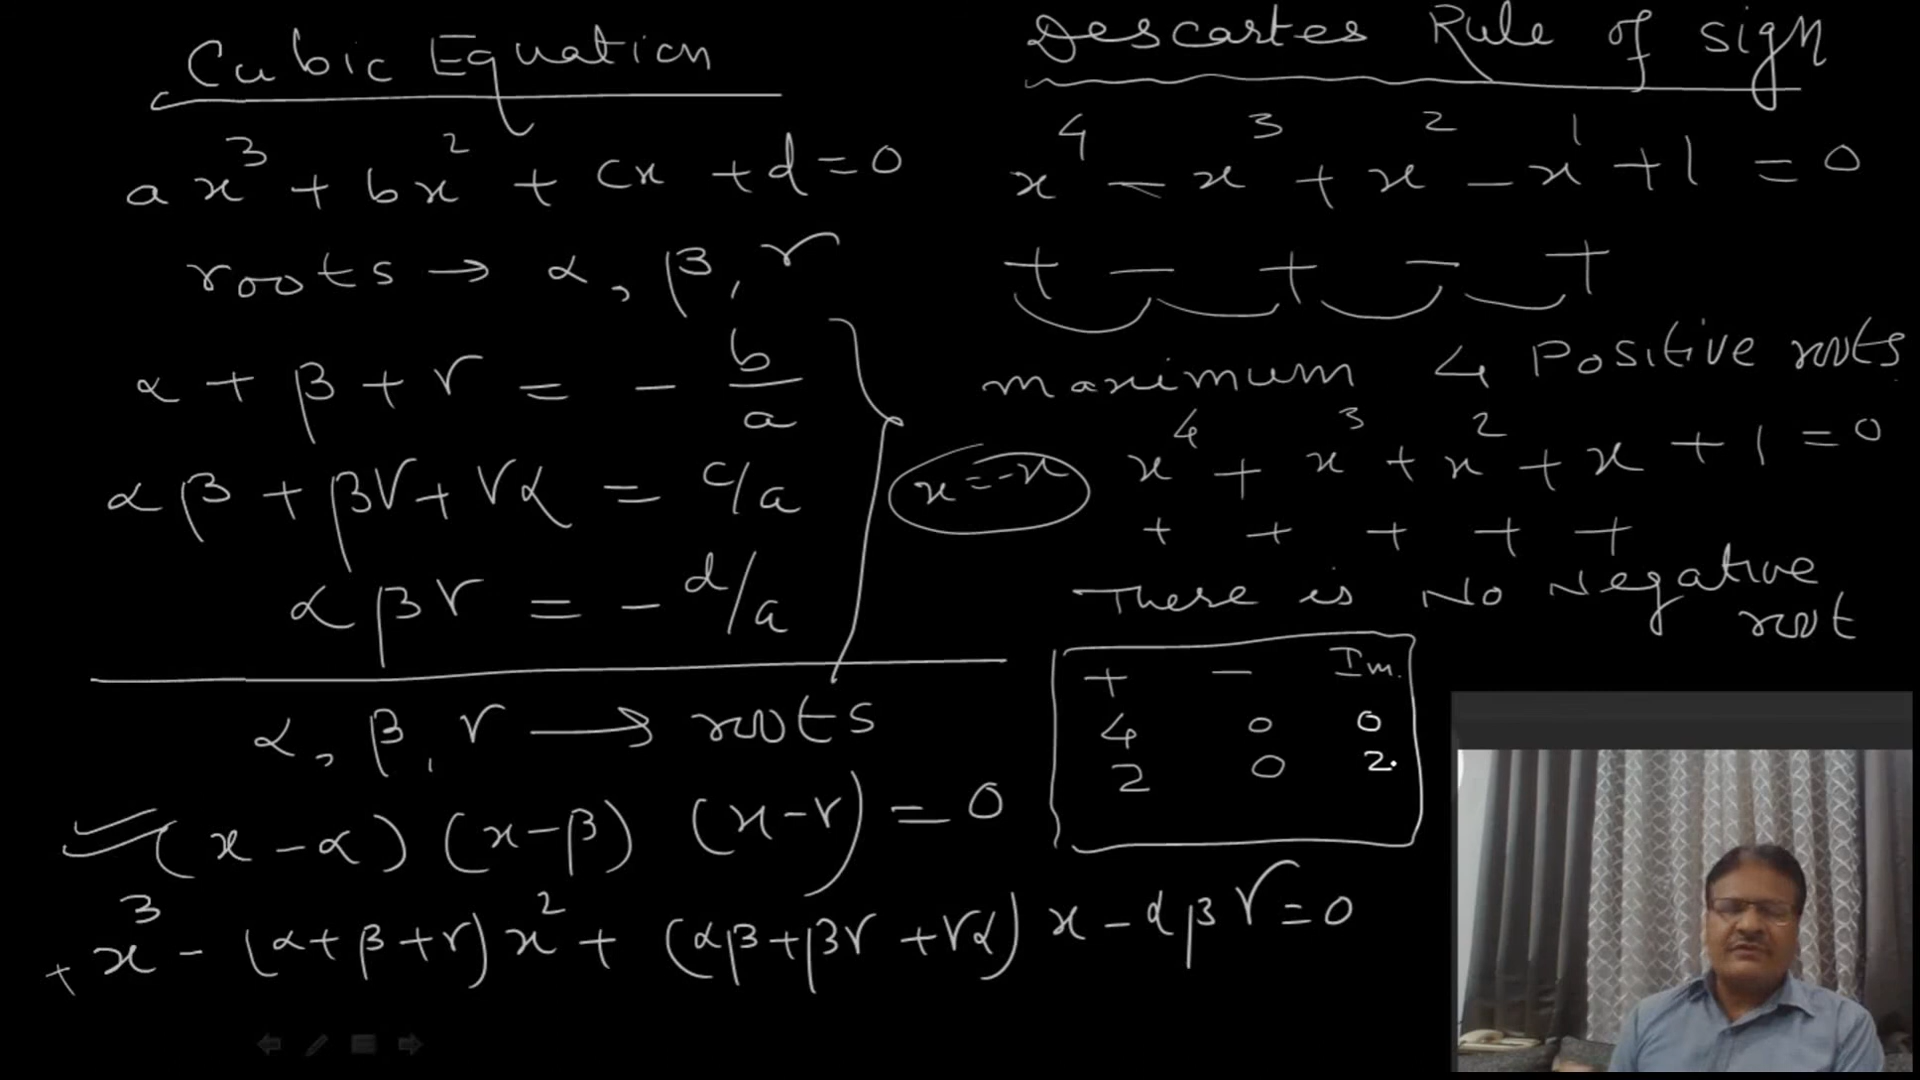 Cubic Equation
ax³ + bx² + cx + d = 0
roots → α, β, γ
α + β + γ = - b/a
αβ + βγ + γα = c/a
αβγ = - d/a
α, β, γ → roots
(x - α) (x - β) (x - γ) = 0
+ x³ - (α + β + γ) x² + (αβ + βγ + γα) x - αβγ = 0
Descartes Rule of sign
x⁴ - x³ + x² - x¹ + 1 = 0
+ - + - +
maximum 4 Positive roots
x = -x
x⁴ + x³ + x² + x + 1 = 0
+ + + + +
There is No Negative
root
+ - Im.
4 0 0
2 0 2.